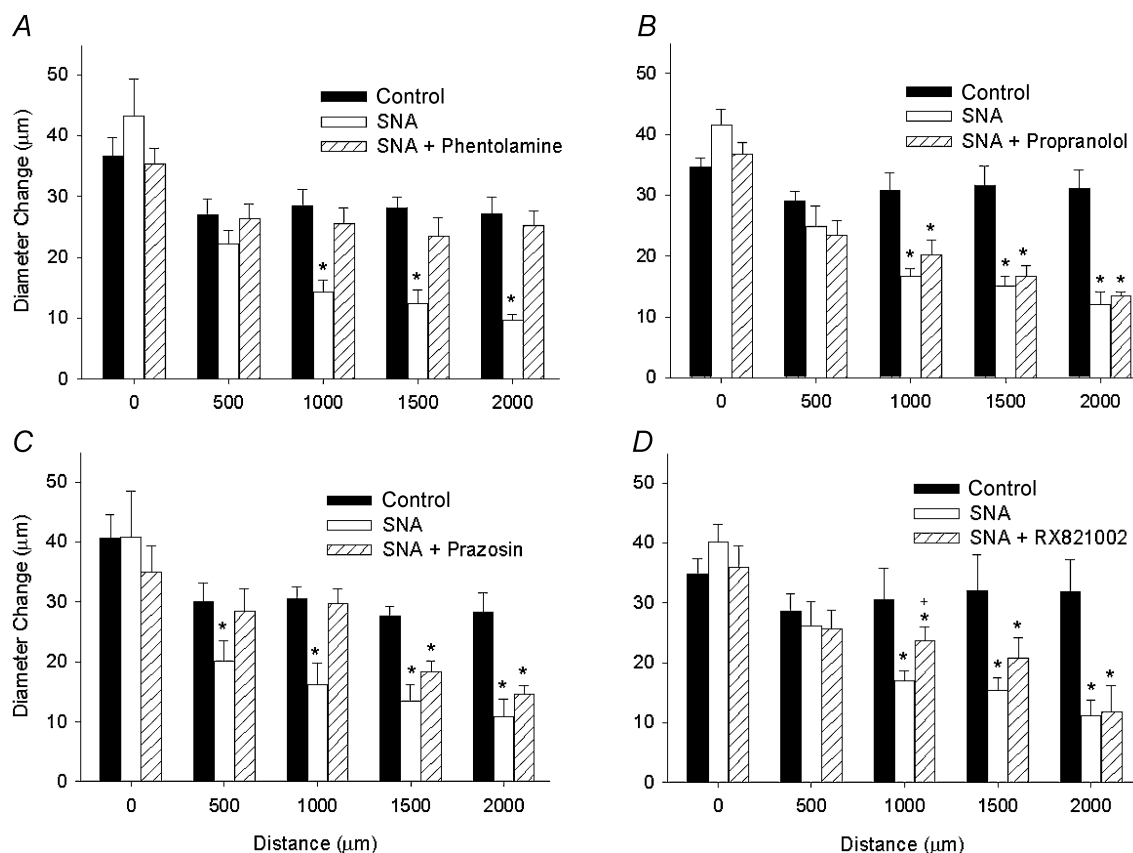 A
50
40
30
20
10
0
Diameter Change (μm)
Control
SNA
SNA + Phentolamine
* * *
0 500 1000 1500 2000
B
50
40
30
20
10
0
Control
SNA
SNA + Propranolol
* * * * * *
0 500 1000 1500 2000
C
50
40
30
20
10
0
Diameter Change (μm)
Control
SNA
SNA + Prazosin
* * * * * *
0 500 1000 1500 2000
Distance (μm)
D
50
40
30
20
10
0
Control
SNA
SNA + RX821002
+
* * * * * *
0 500 1000 1500 2000
Distance (μm)